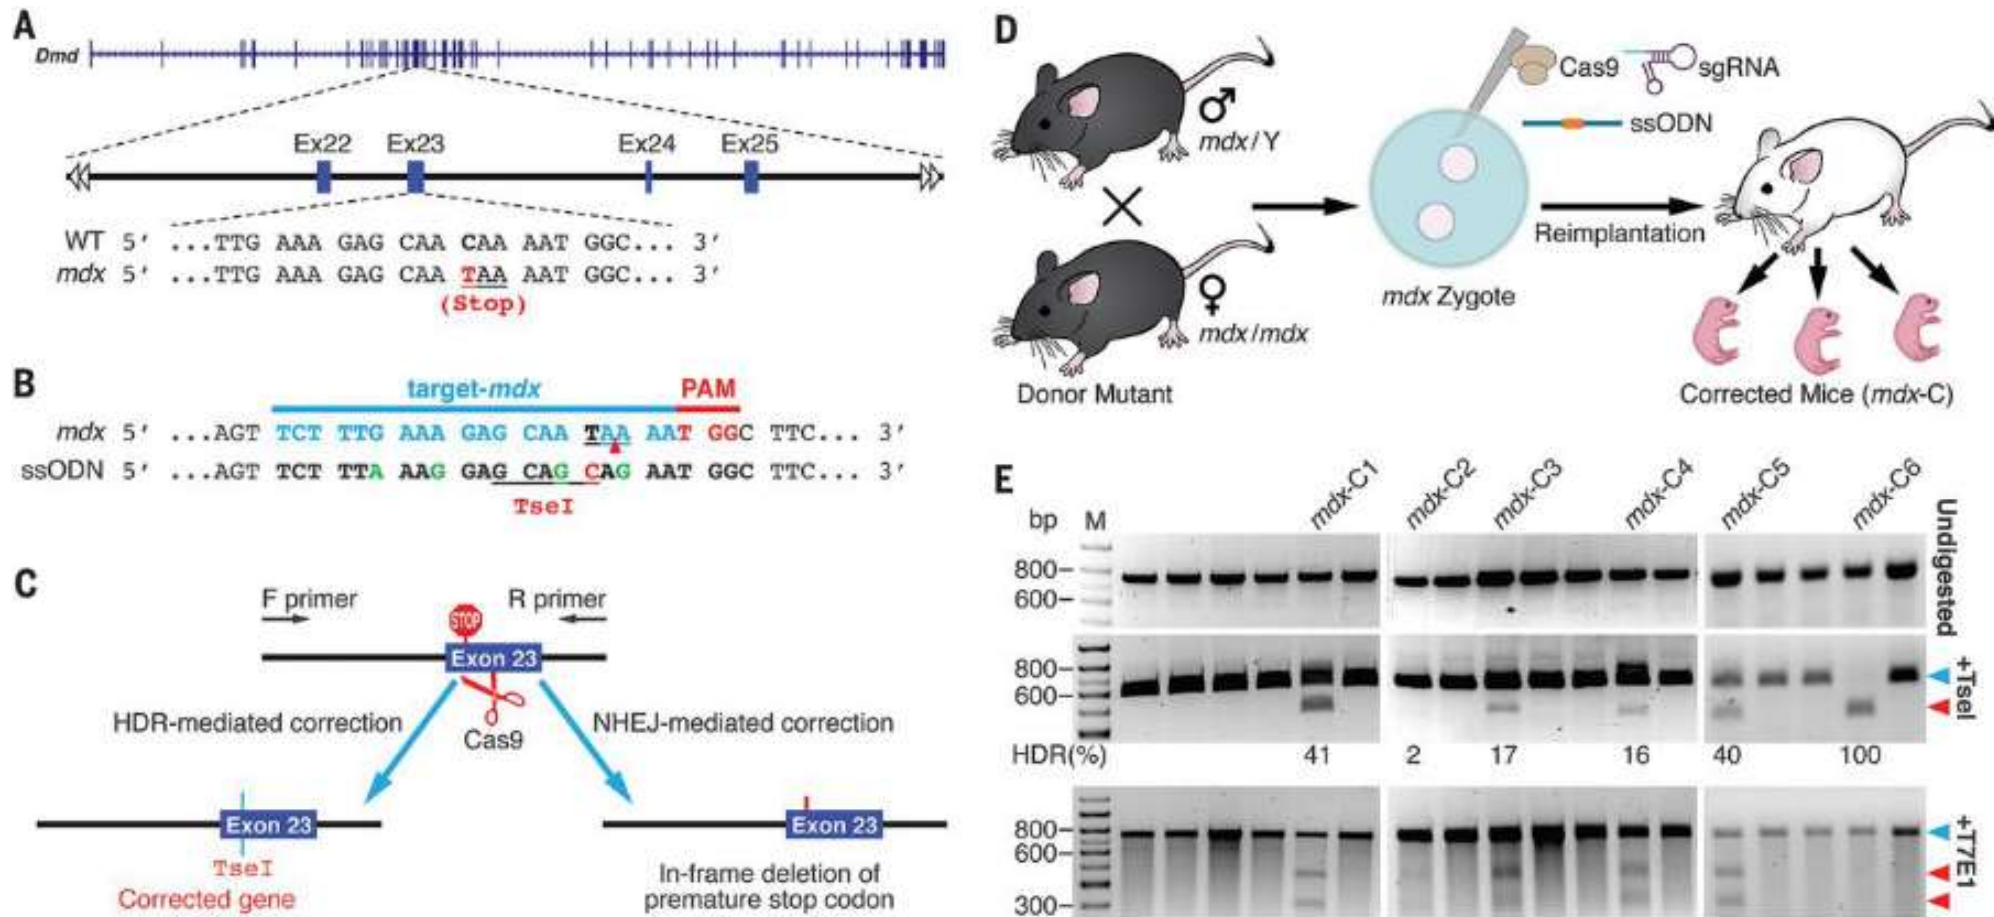 A
Dmd
Ex22 Ex23 Ex24 Ex25
WT 5′ ...TTG AAA GAG CAA CAA AAT GGC... 3′
mdx 5′ ...TTG AAA GAG CAA TAA AAT GGC... 3′
(Stop)
B
target-mdx PAM
mdx 5′ ...AGT TCT TTG AAA GAG CAA TAA AAT GGC TTC... 3′
ssODN 5′ ...AGT TCT TTA AAG GAG CAG CAG AAT GGC TTC... 3′
TseI
C
F primer R primer
STOP
Exon 23
HDR-mediated correction NHEJ-mediated correction
Cas9
Exon 23 Exon 23
TseI
Corrected gene
In-frame deletion of
premature stop codon
D
Cas9 sgRNA
♂
mdx/Y
ssODN
×
Reimplantation
♀
mdx/mdx
mdx Zygote
Donor Mutant
Corrected Mice (mdx-C)
E
bp M mdx-C1 mdx-C2 mdx-C3 mdx-C4 mdx-C5 mdx-C6
800
600
Undigested
800
600
+TseI
HDR(%) 41 2 17 16 40 100
800
600
300
+T7E1